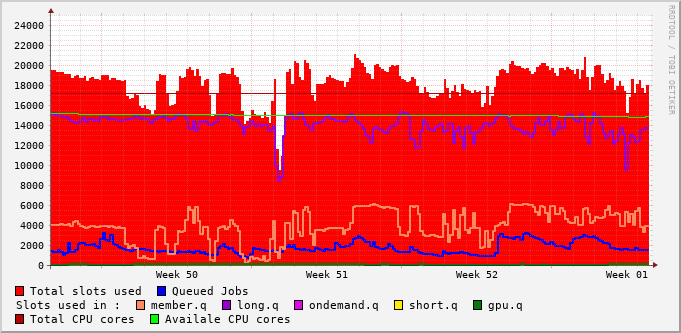 24000
22000
20000
18000
16000
14000
12000
10000
8000
6000
4000
2000
0
Week 50 Week 51 Week 52 Week 01
Total slots used Queued Jobs
Slots used in : member.q long.q ondemand.q short.q gpu.q
Total CPU cores Availale CPU cores
RRDTOOL / TOBI OETIKER